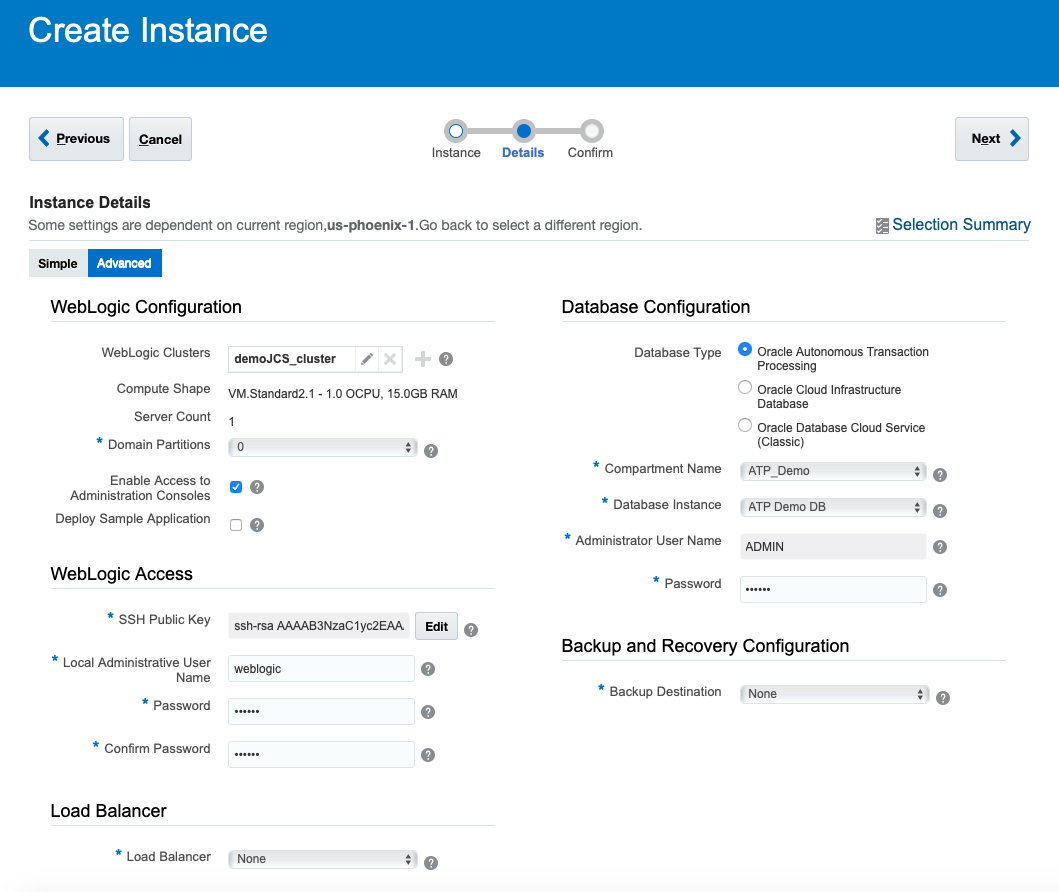 Create Instance
Previous
Cancel
Instance
Details
Confirm
Next
Instance Details
Some settings are dependent on current region,us-phoenix-1.Go back to select a different region.
Selection Summary
Simple
Advanced
WebLogic Configuration
WebLogic Clusters
demoJCS_cluster
?
Compute Shape
VM.Standard2.1 - 1.0 OCPU, 15.0GB RAM
Server Count
1
* Domain Partitions
0
?
Enable Access to
Administration Consoles
?
Deploy Sample Application
?
WebLogic Access
* SSH Public Key
ssh-rsa AAAAB3NzaC1yc2EAA
Edit
?
* Local Administrative User
Name
weblogic
?
* Password
••••••
?
* Confirm Password
••••••
?
Load Balancer
* Load Balancer
None
?
Database Configuration
Database Type
Oracle Autonomous Transaction
Processing
Oracle Cloud Infrastructure
Database
Oracle Database Cloud Service
(Classic)
* Compartment Name
ATP_Demo
?
* Database Instance
ATP Demo DB
?
* Administrator User Name
ADMIN
?
* Password
••••••
?
Backup and Recovery Configuration
* Backup Destination
None
?